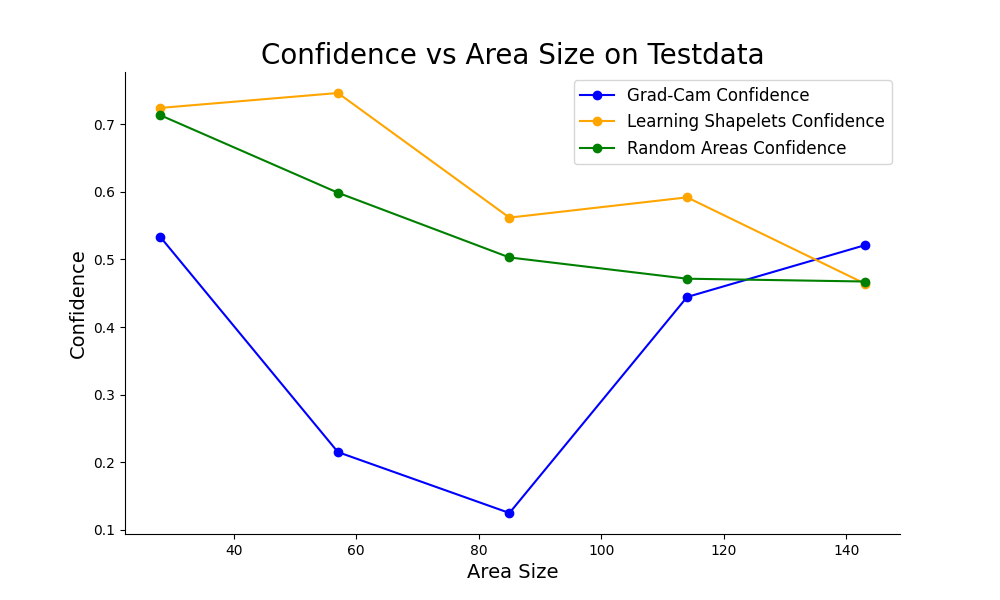 Confidence vs Area Size on Testdata
Grad-Cam Confidence
Learning Shapelets Confidence
Random Areas Confidence
Confidence
0.7
0.6
0.5
0.4
0.3
0.2
0.1
40 60 80 100 120 140
Area Size